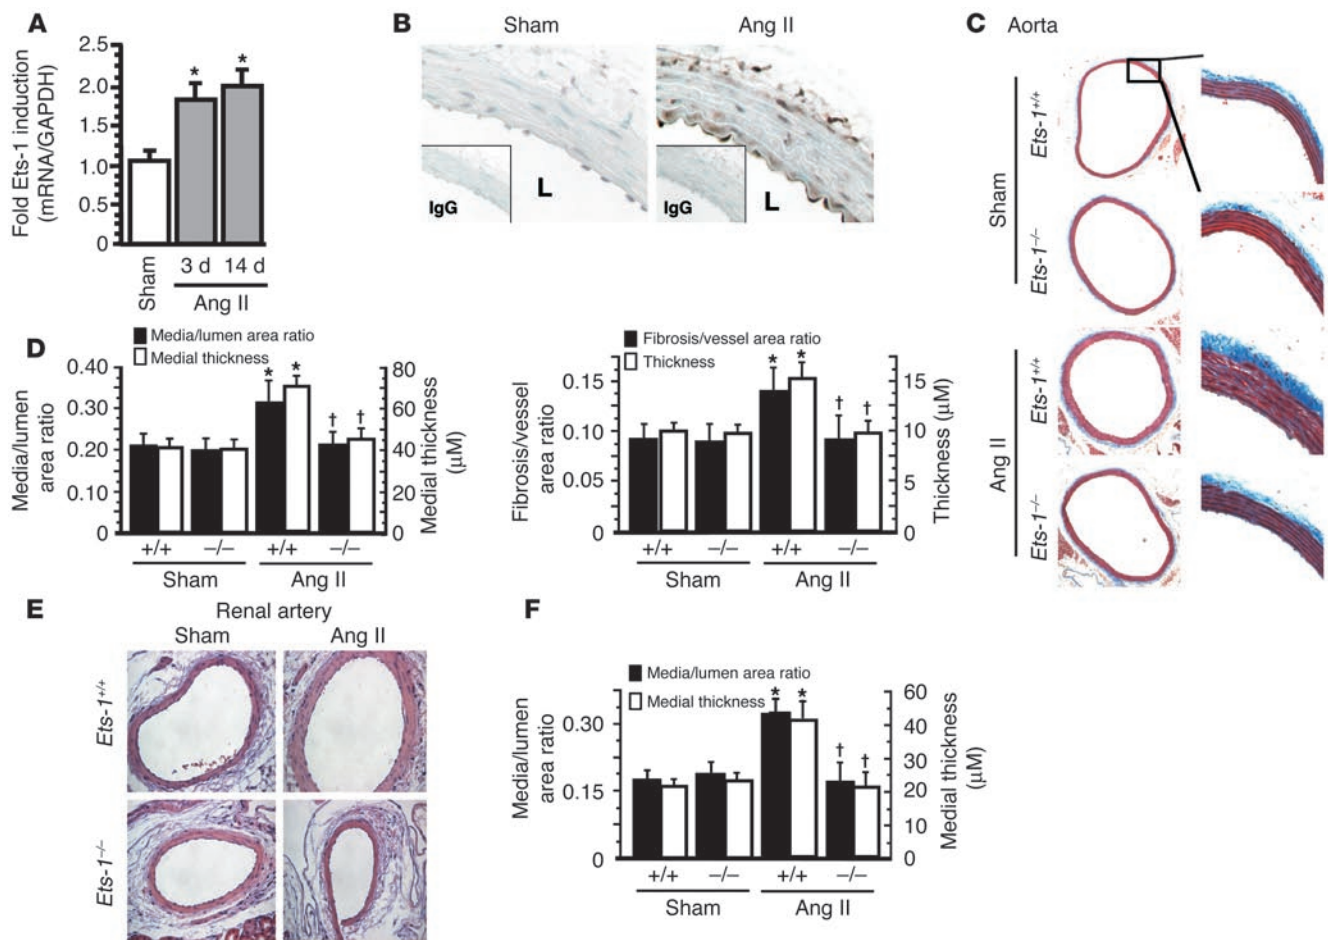 A
Fold Ets-1 induction
(mRNA/GAPDH)
2.5
2.0
1.5
1.0
0.5
0
*
*
Sham
3 d
14 d
Ang II
B
Sham
Ang II
IgG
L
IgG
L
C Aorta
Sham
Ets-1+/+
Ets-1–/–
Ang II
Ets-1+/+
Ets-1–/–
D
Media/lumen area ratio
Medial thickness
Media/lumen
area ratio
0.40
0.30
0.20
0.10
0
* *
† †
80
60
40
20
0
Medial thickness
(μM)
+/+ –/– +/+ –/–
Sham Ang II
Fibrosis/vessel area ratio
Thickness
Fibrosis/vessel
area ratio
0.15
0.10
0.05
0
* *
† †
15
10
5
0
Thickness (μM)
+/+ –/– +/+ –/–
Sham Ang II
E
Renal artery
Sham Ang II
Ets-1+/+
Ets-1–/–
F
Media/lumen area ratio
Medial thickness
Media/lumen
area ratio
0.30
0.15
0
* *
† †
60
50
40
30
20
10
0
Medial thickness
(μM)
+/+ –/– +/+ –/–
Sham Ang II